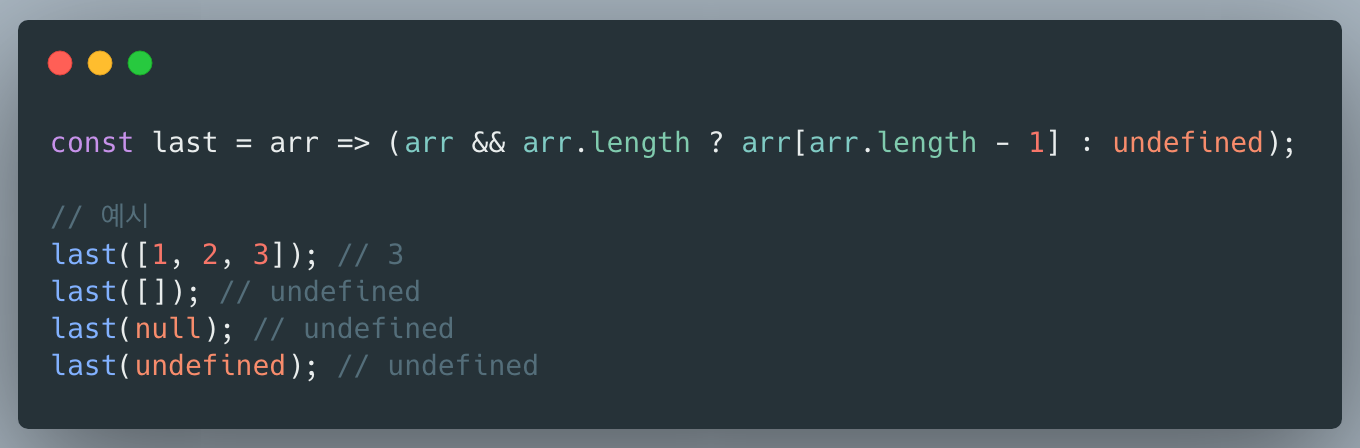 const last = arr => (arr && arr.length ? arr[arr.length - 1] : undefined);
// 예시
last([1, 2, 3]); // 3
last([]); // undefined
last(null); // undefined
last(undefined); // undefined